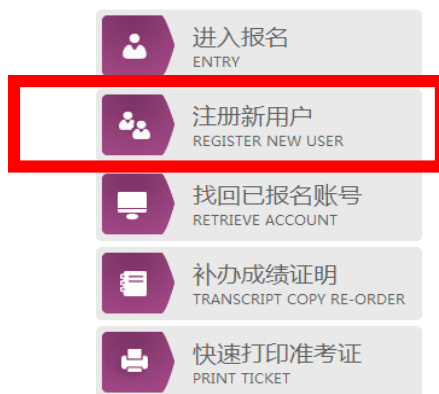 进入报名
ENTRY
注册新用户
REGISTER NEW USER
找回已报名账号
RETRIEVE ACCOUNT
补办成绩证明
TRANSCRIPT COPY RE-ORDER
快速打印准考证
PRINT TICKET